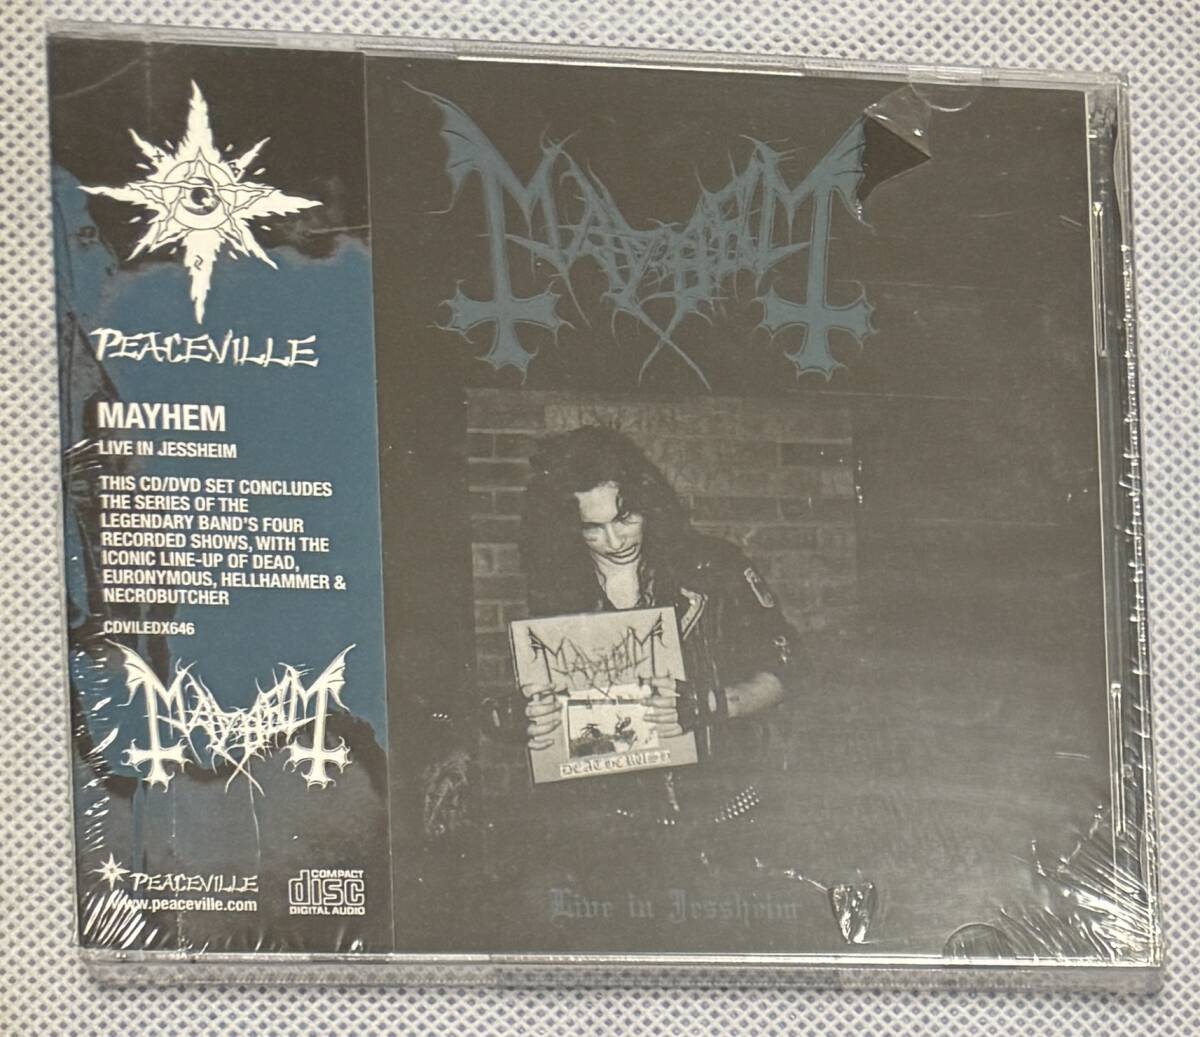 PEACEVILLE
MAYHEM
LIVE IN JESSHEIM
THIS CD/DVD SET CONCLUDES
THE SERIES OF THE
LEGENDARY BAND'S FOUR
RECORDED SHOWS, WITH THE
ICONIC LINE-UP OF DEAD,
EURONYMOUS, HELLHAMMER &
NECROBUTCHER
CDVILEDX646
MAYHEM
PEACEVILLE
www.peaceville.com
COMPACT
disc
DIGITAL AUDIO
MAYHEM
MAYHEM
DEATHCRUSH
Live in Jessheim